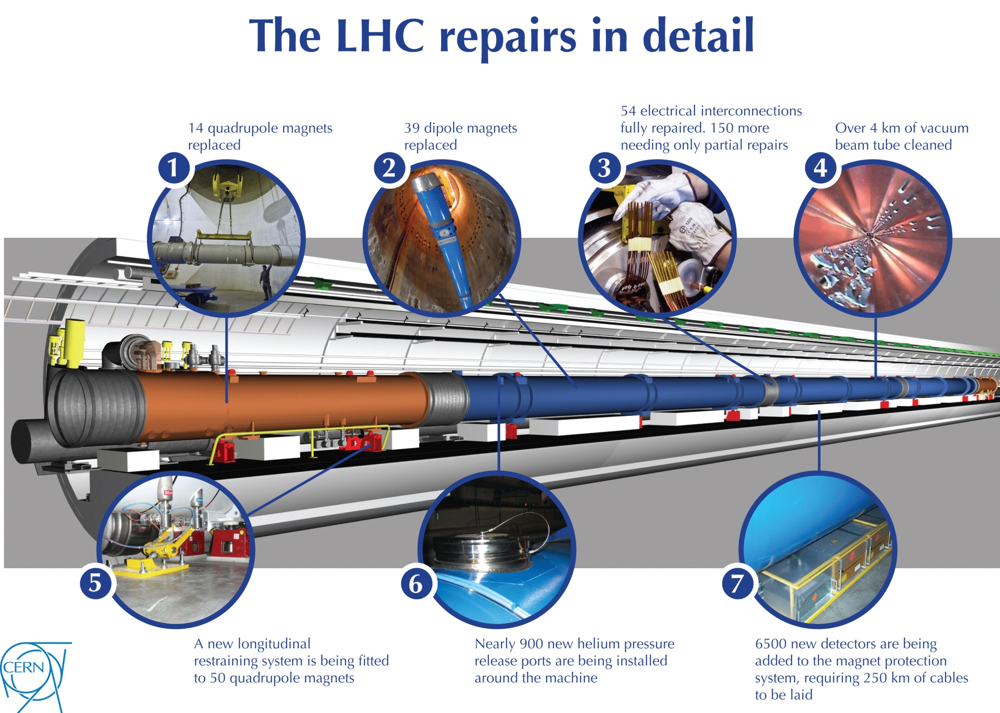 The LHC repairs in detail
14 quadrupole magnets
replaced
1
39 dipole magnets
replaced
2
54 electrical interconnections
fully repaired. 150 more
needing only partial repairs
3
Over 4 km of vacuum
beam tube cleaned
4
5
A new longitudinal
restraining system is being fitted
to 50 quadrupole magnets
6
Nearly 900 new helium pressure
release ports are being installed
around the machine
7
6500 new detectors are being
added to the magnet protection
system, requiring 250 km of cables
to be laid
CERN